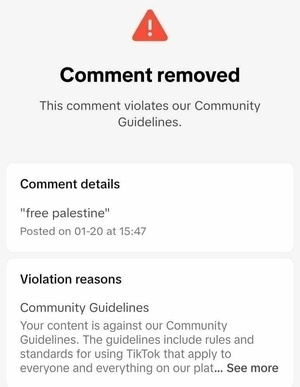 Comment removed
This comment violates our Community
Guidelines.
Comment details
"free palestine"
Posted on 01-20 at 15:47
Violation reasons
Community Guidelines
Your content is against our Community
Guidelines. The guidelines include rules and
standards for using TikTok that apply to
everyone and everything on our plat... See more